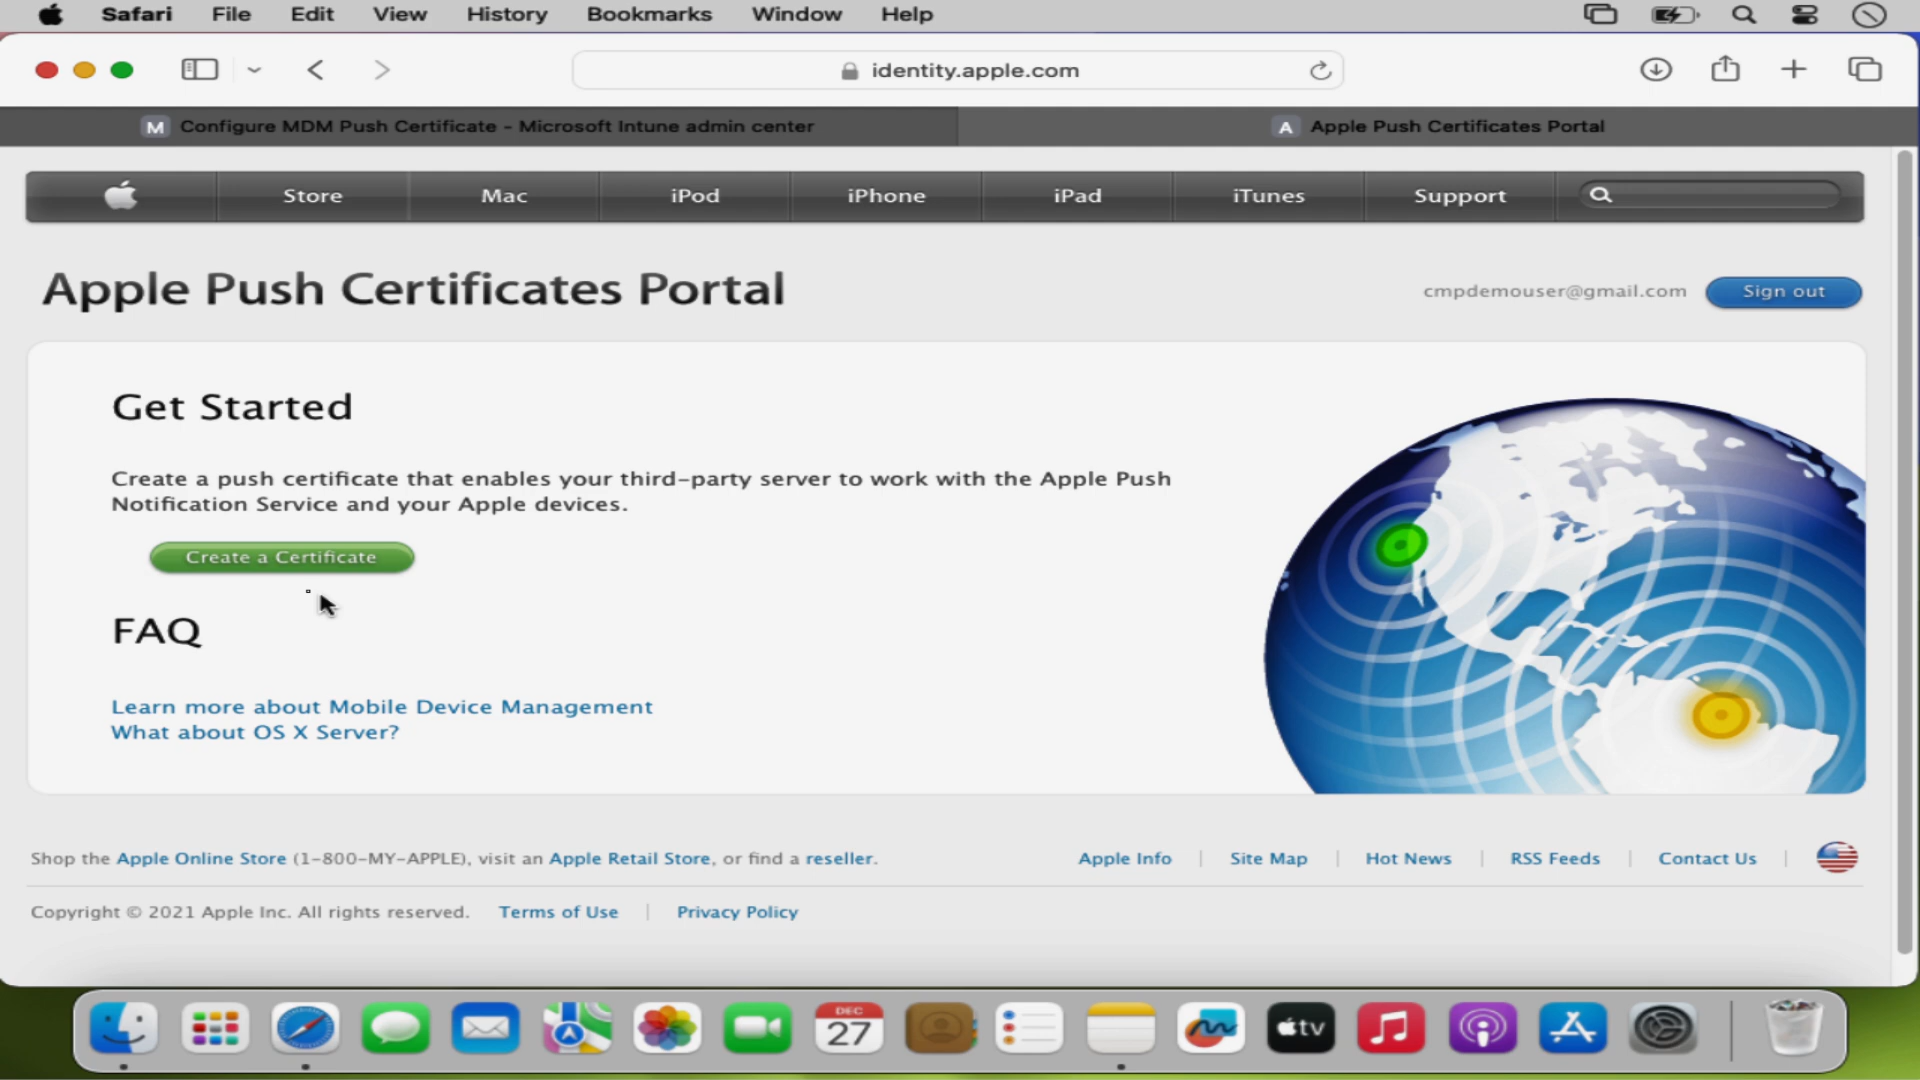 Safari File Edit View History Bookmarks Window Help
identity.apple.com
M Configure MDM Push Certificate - Microsoft Intune admin center A Apple Push Certificates Portal
Store Mac iPod iPhone iPad iTunes Support
Apple Push Certificates Portal
cmpdemouser@gmail.com Sign out
Get Started
Create a push certificate that enables your third-party server to work with the Apple Push
Notification Service and your Apple devices.
Create a Certificate
FAQ
Learn more about Mobile Device Management
What about OS X Server?
Shop the Apple Online Store (1-800-MY-APPLE), visit an Apple Retail Store, or find a reseller. Apple Info | Site Map | Hot News | RSS Feeds | Contact Us |
Copyright © 2021 Apple Inc. All rights reserved. Terms of Use | Privacy Policy
DEC
27
tv